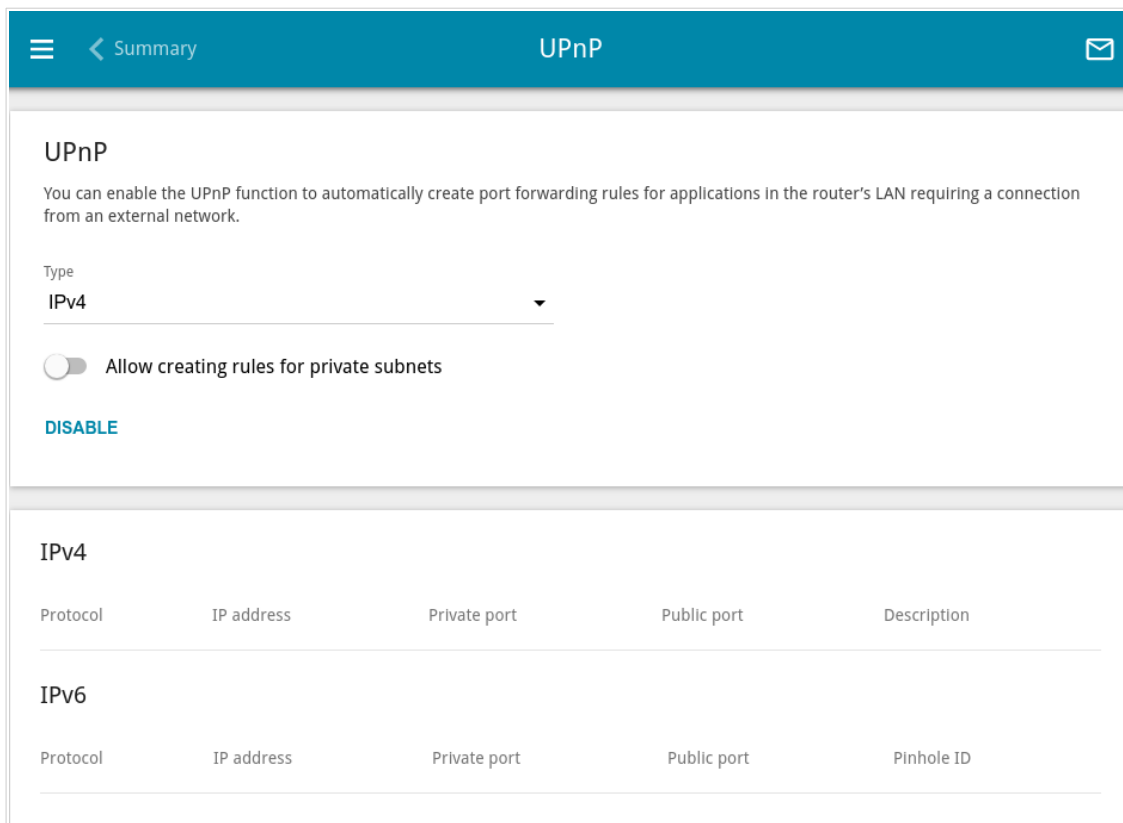 Summary
UPnP
UPnP
You can enable the UPnP function to automatically create port forwarding rules for applications in the router’s LAN requiring a connection
from an external network.
Type
IPv4
Allow creating rules for private subnets
DISABLE
IPv4
Protocol IP address Private port Public port Description
IPv6
Protocol IP address Private port Public port Pinhole ID